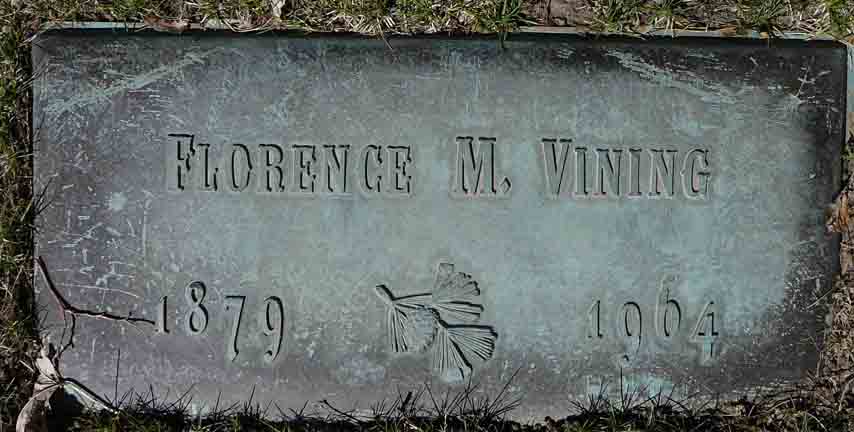 FLORENCE M. VINING
1879 1964